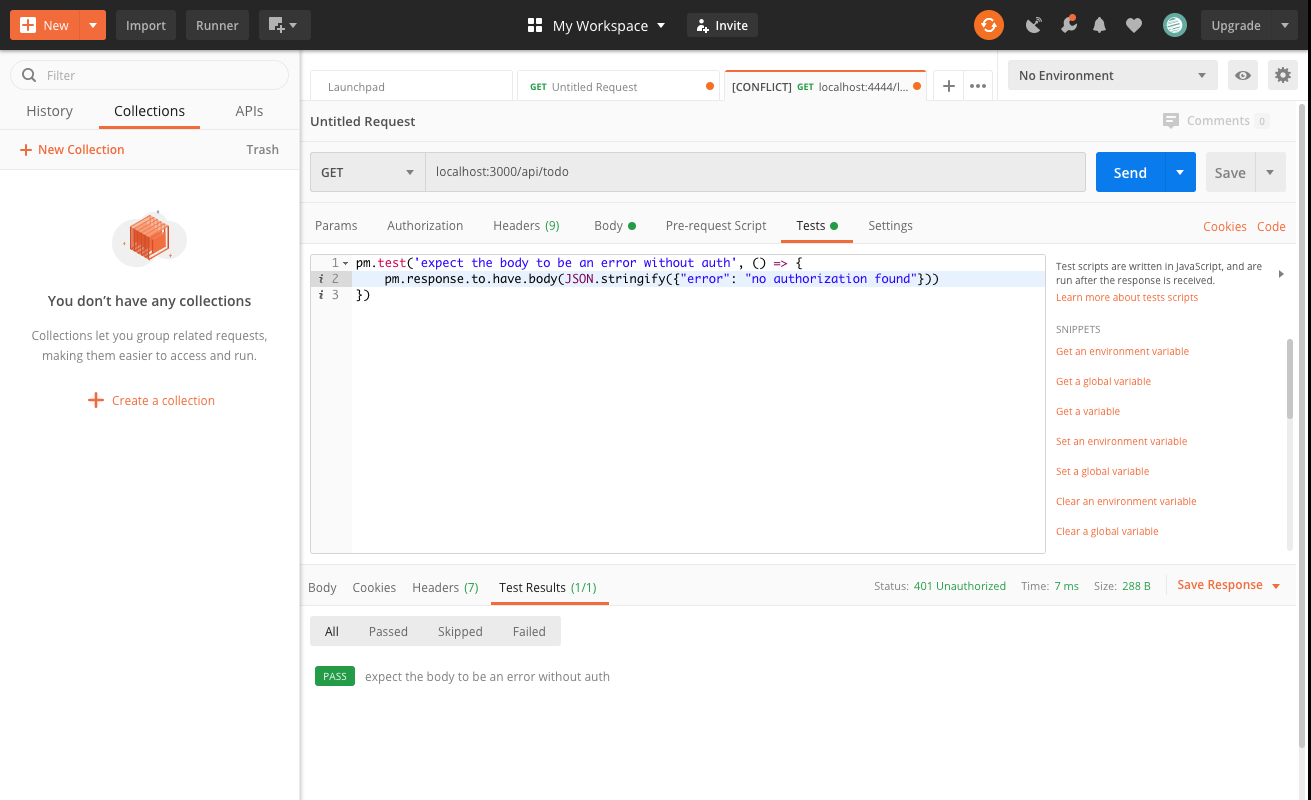 New
Import
Runner
My Workspace
Invite
Upgrade
Filter
History
Collections
APIs
New Collection
Trash
You don't have any collections
Collections let you group related requests,
making them easier to access and run.
Create a collection
Launchpad
GET Untitled Request
[CONFLICT] GET localhost:4444/l...
No Environment
Untitled Request
Comments 0
GET
localhost:3000/api/todo
Send
Save
Params
Authorization
Headers (9)
Body
Pre-request Script
Tests
Settings
Cookies
Code
1 pm.test('expect the body to be an error without auth', () => {
i 2 pm.response.to.have.body(JSON.stringify({"error": "no authorization found"}))
i 3 })
Test scripts are written in JavaScript, and are
run after the response is received.
Learn more about tests scripts
SNIPPETS
Get an environment variable
Get a global variable
Get a variable
Set an environment variable
Set a global variable
Clear an environment variable
Clear a global variable
Body
Cookies
Headers (7)
Test Results (1/1)
Status: 401 Unauthorized
Time: 7 ms
Size: 288 B
Save Response
All
Passed
Skipped
Failed
PASS expect the body to be an error without auth